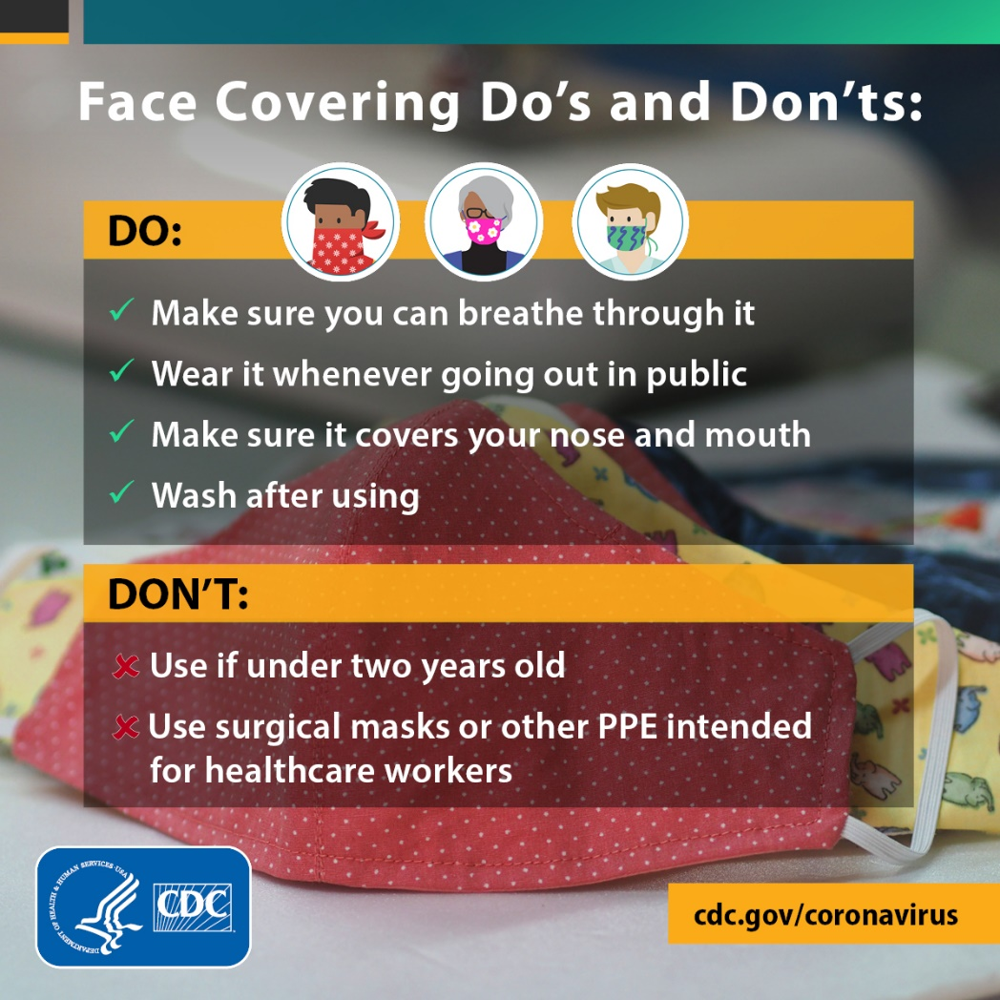 Face Covering Do's and Don'ts:
DO:
Make sure you can breathe through it
Wear it whenever going out in public
Make sure it covers your nose and mouth
Wash after using
DON'T:
Use if under two years old
Use surgical masks or other PPE intended
for healthcare workers
DEPARTMENT OF HEALTH & HUMAN SERVICES·USA
CDC
cdc.gov/coronavirus